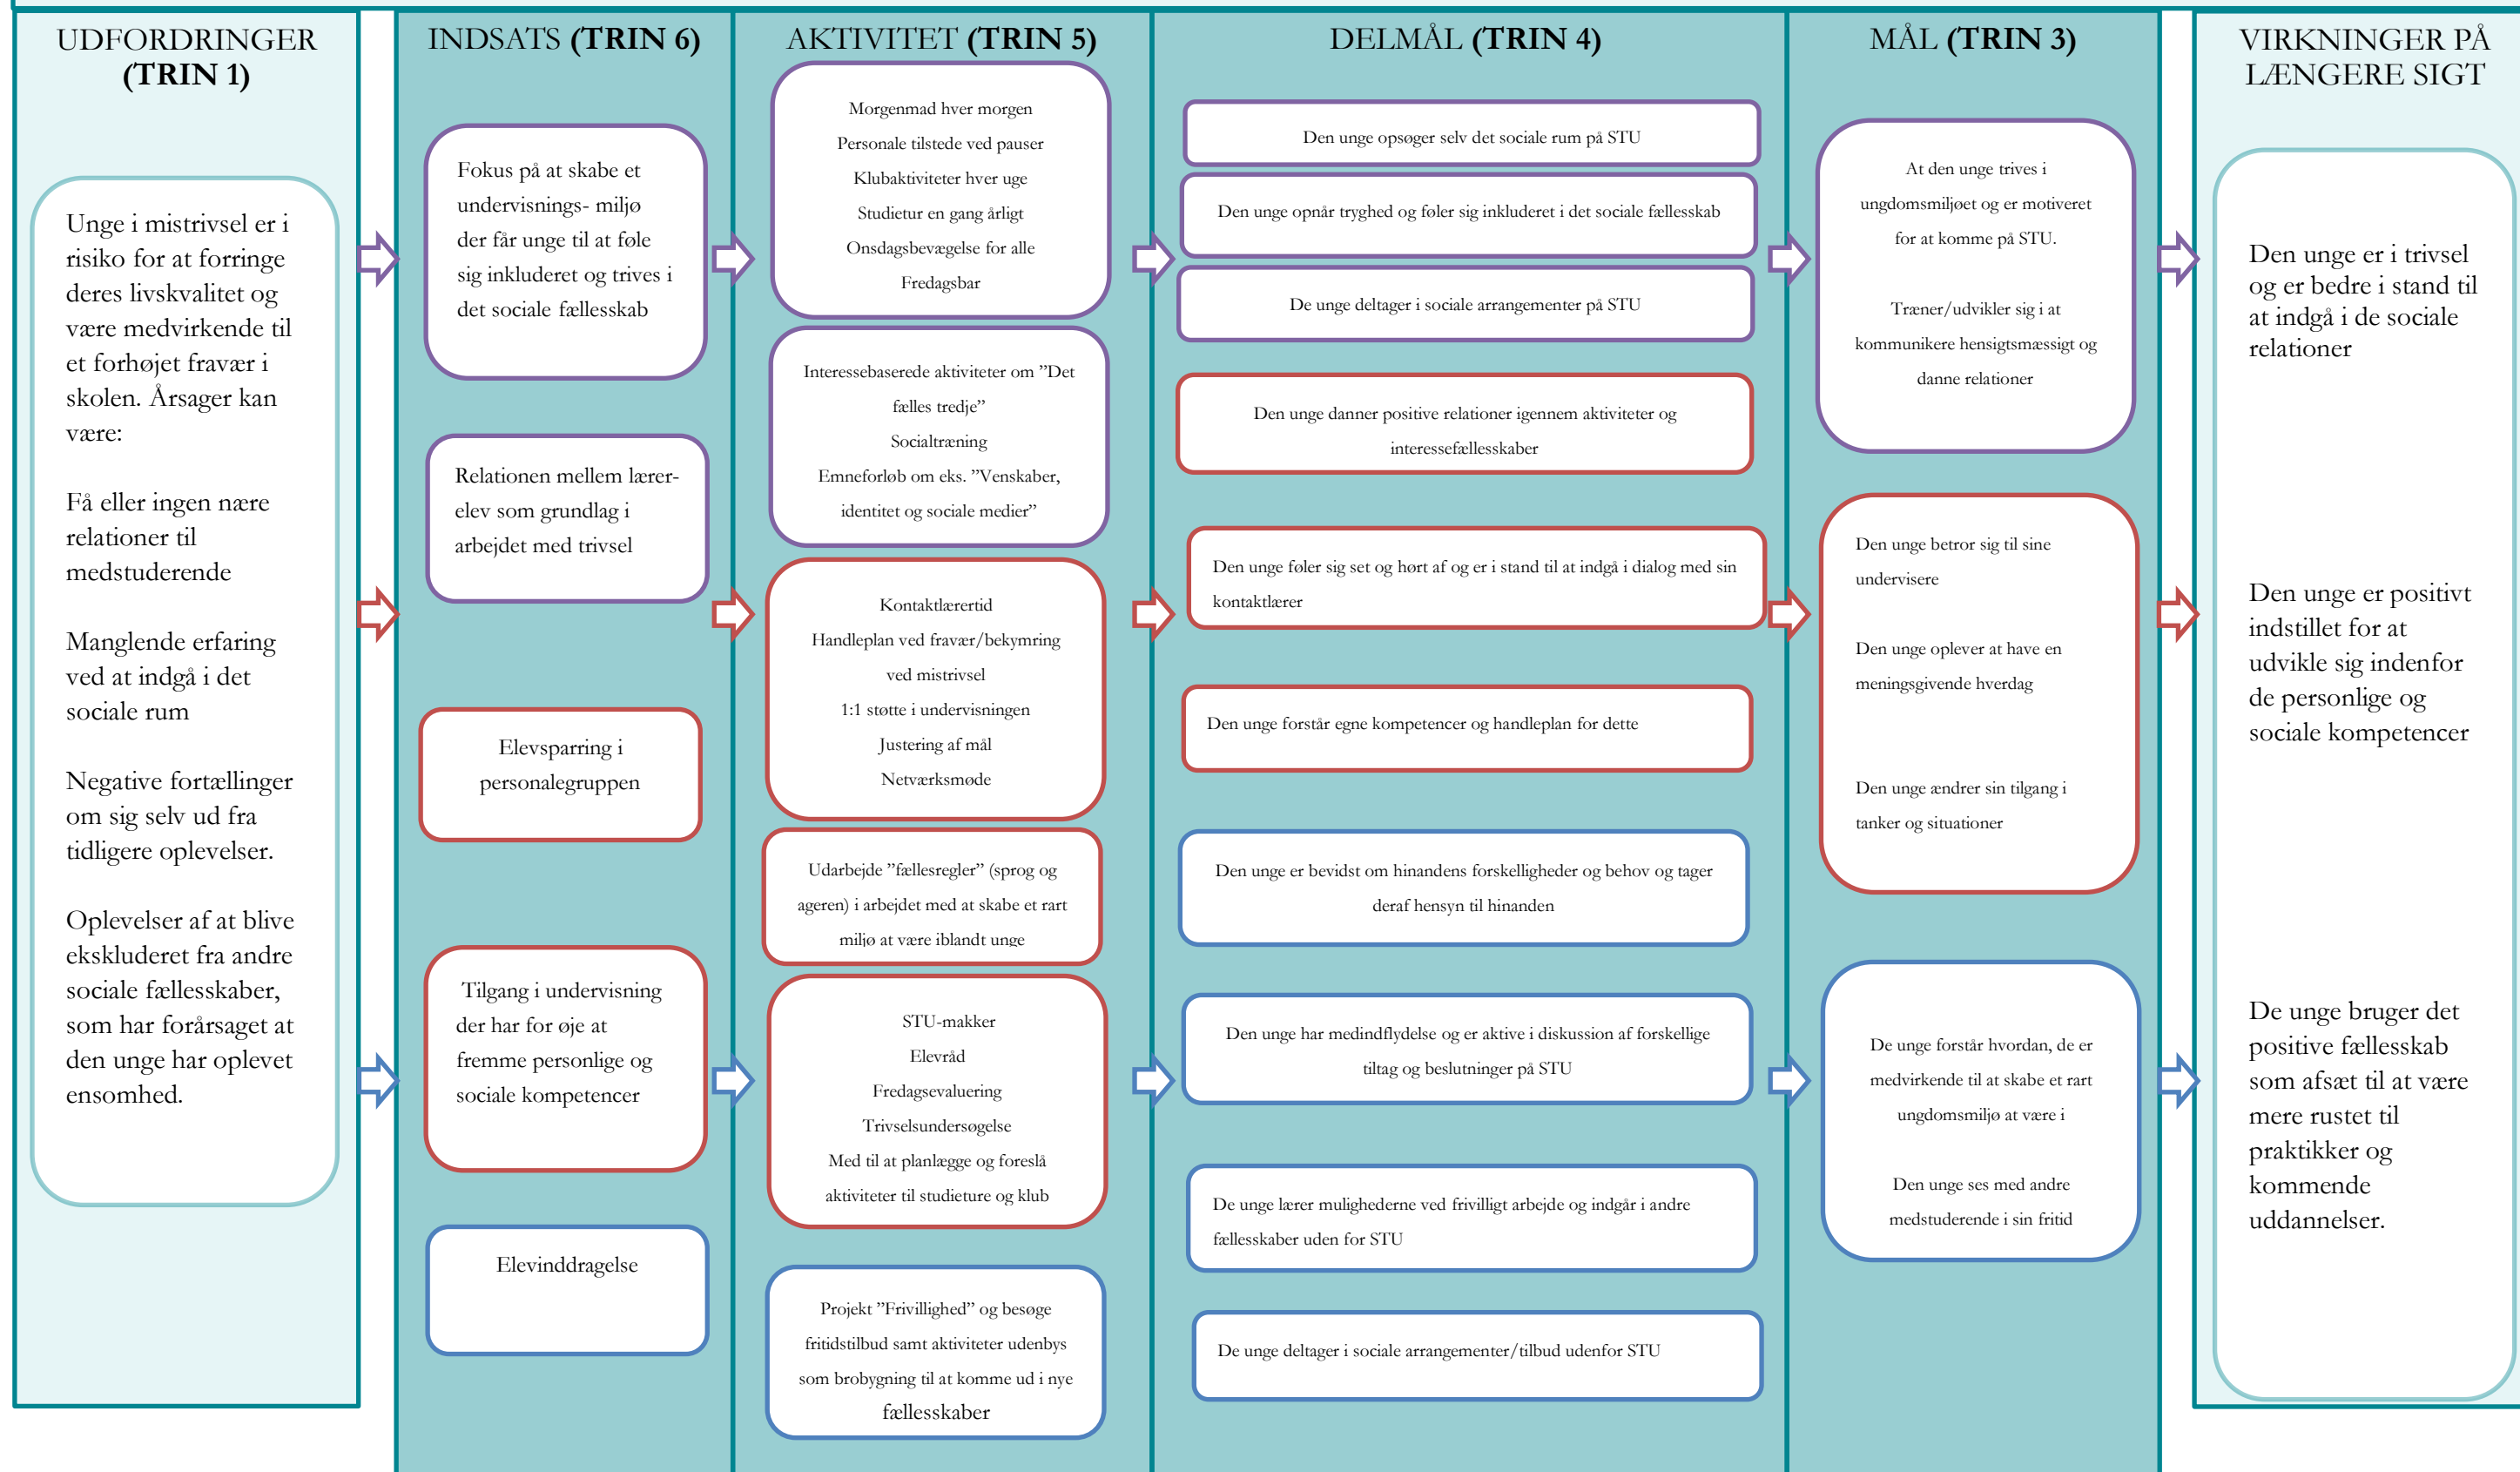 UDFORDRINGER
(TRIN 1)
Unge i mistrivsel er i
risiko for at forringe
deres livskvalitet og
være medvirkende til
et forhøjet fravær i
skolen. Årsager kan
være:
Få eller ingen nære
relationer til
medstuderende
Manglende erfaring
ved at indgå i det
sociale rum
Negative fortællinger
om sig selv ud fra
tidligere oplevelser.
Oplevelser af at blive
ekskluderet fra andre
sociale fællesskaber,
som har forårsaget at
den unge har oplevet
ensomhed.
INDSATS (TRIN 6)
Fokus på at skabe et
undervisnings- miljø
der får unge til at føle
sig inkluderet og trives i
det sociale fællesskab
Relationen mellem lærer-
elev som grundlag i
arbejdet med trivsel
Elevsparring i
personalegruppen
Tilgang i undervisning
der har for øje at
fremme personlige og
sociale kompetencer
Elevinddragelse
AKTIVITET (TRIN 5)
Morgenmad hver morgen
Personale tilstede ved pauser
Klubaktiviteter hver uge
Studietur en gang årligt
Onsdagsbevægelse for alle
Fredagsbar
Interessebaserede aktiviteter om ”Det
fælles tredje”
Socialtræning
Emneforløb om eks. ”Venskaber,
identitet og sociale medier”
Kontaktlærertid
Handleplan ved fravær/bekymring
ved mistrivsel
1:1 støtte i undervisningen
Justering af mål
Netværksmøde
Udarbejde ”fællesregler” (sprog og
ageren) i arbejdet med at skabe et rart
miljø at være iblandt unge
STU-makker
Elevråd
Fredagsevaluering
Trivselsundersøgelse
Med til at planlægge og foreslå
aktiviteter til studieture og klub
Projekt ”Frivillighed” og besøge
fritidstilbud samt aktiviteter udenbys
som brobygning til at komme ud i nye
fællesskaber
DELMÅL (TRIN 4)
Den unge opsøger selv det sociale rum på STU
Den unge opnår tryghed og føler sig inkluderet i det sociale fællesskab
De unge deltager i sociale arrangementer på STU
Den unge danner positive relationer igennem aktiviteter og
interessefællesskaber
Den unge føler sig set og hørt af og er i stand til at indgå i dialog med sin
kontaktlærer
Den unge forstår egne kompetencer og handleplan for dette
Den unge er bevidst om hinandens forskelligheder og behov og tager
deraf hensyn til hinanden
Den unge har medindflydelse og er aktive i diskussion af forskellige
tiltag og beslutninger på STU
De unge lærer mulighederne ved frivilligt arbejde og indgår i andre
fællesskaber uden for STU
De unge deltager i sociale arrangementer/tilbud udenfor STU
MÅL (TRIN 3)
At den unge trives i
ungdomsmiljøet og er motiveret
for at komme på STU.
Træner/udvikler sig i at
kommunikere hensigtsmæssigt og
danne relationer
Den unge betror sig til sine
undervisere
Den unge oplever at have en
meningsgivende hverdag
Den unge ændrer sin tilgang i
tanker og situationer
De unge forstår hvordan, de er
medvirkende til at skabe et rart
ungdomsmiljø at være i
Den unge ses med andre
medstuderende i sin fritid
VIRKNINGER PÅ
LÆNGERE SIGT
Den unge er i trivsel
og er bedre i stand til
at indgå i de sociale
relationer
Den unge er positivt
indstillet for at
udvikle sig indenfor
de personlige og
sociale kompetencer
De unge bruger det
positive fællesskab
som afsæt til at være
mere rustet til
praktikker og
kommende
uddannelser.